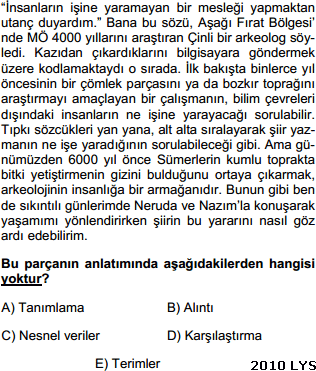 “İnsanların işine yaramayan bir mesleği yapmaktan
utanç duyardım.” Bana bu sözü, Aşağı Fırat Bölgesi’
nde MÖ 4000 yıllarını araştıran Çinli bir arkeolog söy-
ledi. Kazıdan çıkardıklarını bilgisayara göndermek
üzere kodlamaktaydı o sırada. İlk bakışta binlerce yıl
öncesinin bir çömlek parçasını ya da bozkır toprağını
araştırmayı amaçlayan bir çalışmanın, bilim çevreleri
dışındaki insanların ne işine yarayacağı sorulabilir.
Tıpkı sözcükleri yan yana, alt alta sıralayarak şiir yaz-
manın ne işe yaradığının sorulabileceği gibi. Ama gü-
nümüzden 6000 yıl önce Sümerlerin kumlu toprakta
bitki yetiştirmenin gizini bulduğunu ortaya çıkarmak,
arkeolojinin insanlığa bir armağanıdır. Bunun gibi ben
de sıkıntılı günlerimde Neruda ve Nazım’la konuşarak
yaşamımı yönlendirirken şiirin bu yararını nasıl göz
ardı edebilirim.
Bu parçanın anlatımında aşağıdakilerden hangisi
yoktur?
A) Tanımlama B) Alıntı
C) Nesnel veriler D) Karşılaştırma
E) Terimler 2010 LYS